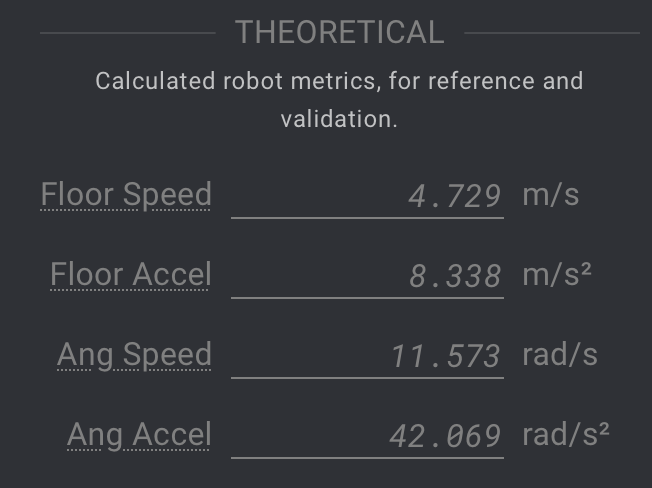 THEORETICAL
Calculated robot metrics, for reference and
validation.
Floor Speed 4.729 m/s
Floor Accel 8.338 m/s²
Ang Speed 11.573 rad/s
Ang Accel 42.069 rad/s²